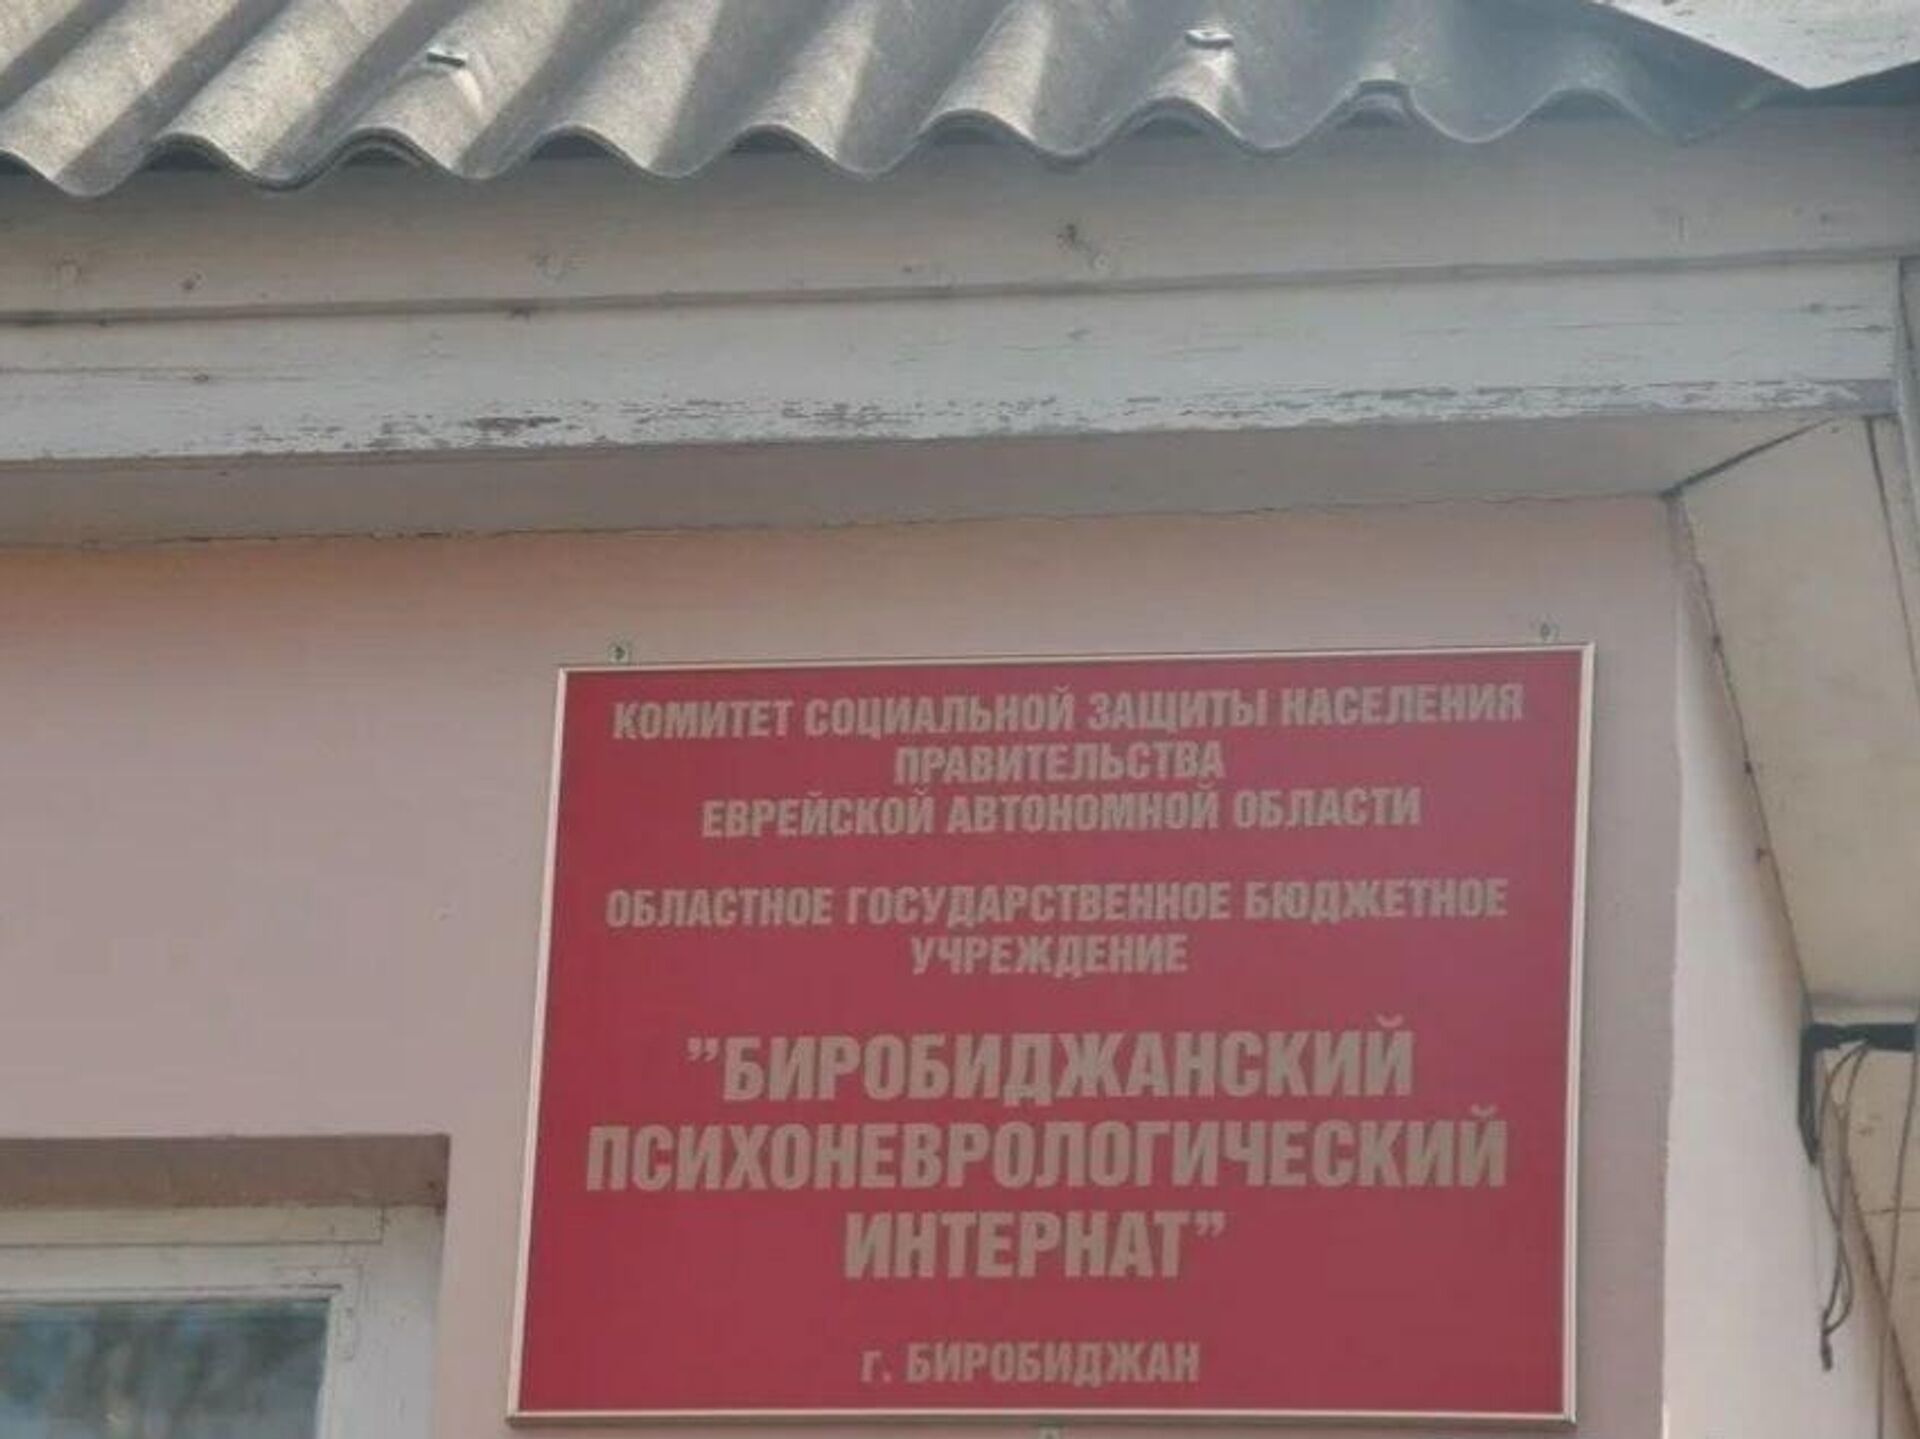 КОМИТЕТ СОЦИАЛЬНОЙ ЗАЩИТЫ НАСЕЛЕНИЯ
ПРАВИТЕЛЬСТВА
ЕВРЕЙСКОЙ АВТОНОМНОЙ ОБЛАСТИ
ОБЛАСТНОЕ ГОСУДАРСТВЕННОЕ БЮДЖЕТНОЕ
УЧРЕЖДЕНИЕ
”БИРОБИДЖАНСКИЙ
ПСИХОНЕВРОЛОГИЧЕСКИЙ
ИНТЕРНАТ”
г. БИРОБИДЖАН